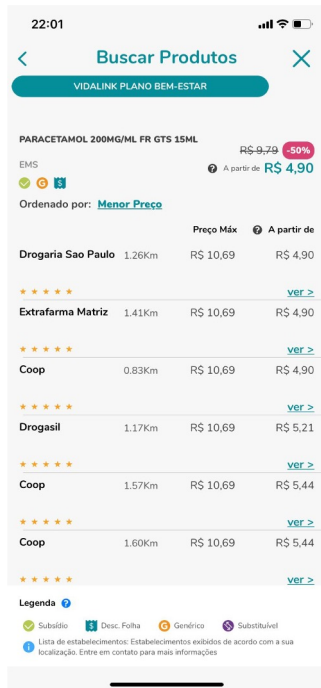 22:01
Buscar Produtos
VIDALINK PLANO BEM-ESTAR
PARACETAMOL 200MG/ML FR GTS 15ML
R$ 9,79 -50%
EMS
A partir de R$ 4,90
G $
Ordenado por: Menor Preço
Preço Máx ? A partir de
Drogaria Sao Paulo 1.26Km R$ 10,69 R$ 4,90
ver >
Extrafarma Matriz 1.41Km R$ 10,69 R$ 4,90
ver >
Coop 0.83Km R$ 10,69 R$ 4,90
ver >
Drogasil 1.17Km R$ 10,69 R$ 5,21
ver >
Coop 1.57Km R$ 10,69 R$ 5,44
ver >
Coop 1.60Km R$ 10,69 R$ 5,44
ver >
Legenda ?
Subsídio $ Desc. Folha G Genérico S Substituível
Lista de estabelecimentos: Estabelecimentos exibidos de acordo com a sua
localização. Entre em contato para mais informações